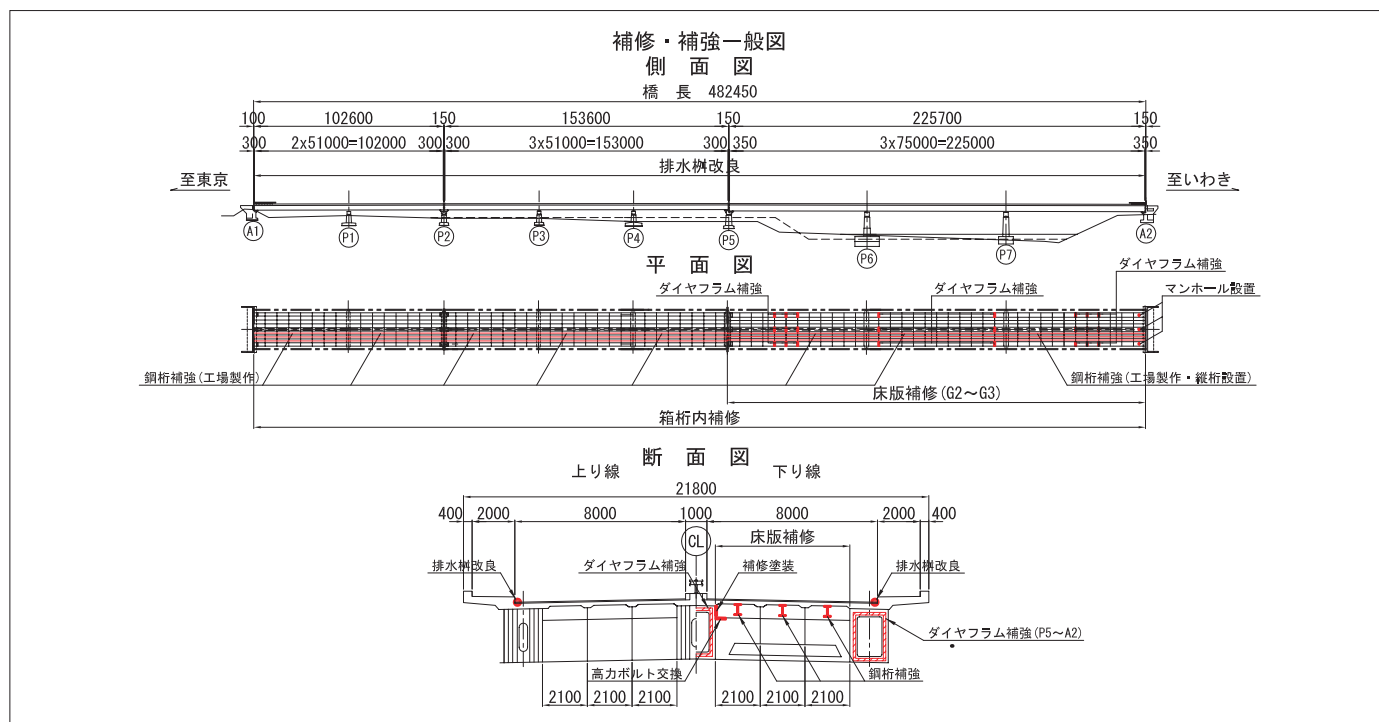 補修・補強一般図
側 面 図
橋 長 482450
100 102600 150 153600 150 225700 150
300 2x51000=102000 300 300 3x51000=153000 300 350 3x75000=225000 350
排水桝改良
至東京 至いわき
A1 P1 P2 P3 P4 P5 P6 P7 A2
平 面 図
ダイヤフラム補強
ダイヤフラム補強 ダイヤフラム補強 マンホール設置
鋼桁補強(工場製作) 鋼桁補強(工場製作・縦桁設置)
床版補修(G2～G3)
箱桁内補修
断 面 図
上り線 下り線
21800
400 2000 8000 1000 8000 2000 400
CL 床版補修
排水桝改良 ダイヤフラム補強 補修塗装 排水桝改良
ダイヤフラム補強(P5～A2)
高力ボルト交換 鋼桁補強
2100 2100 2100 2100 2100 2100